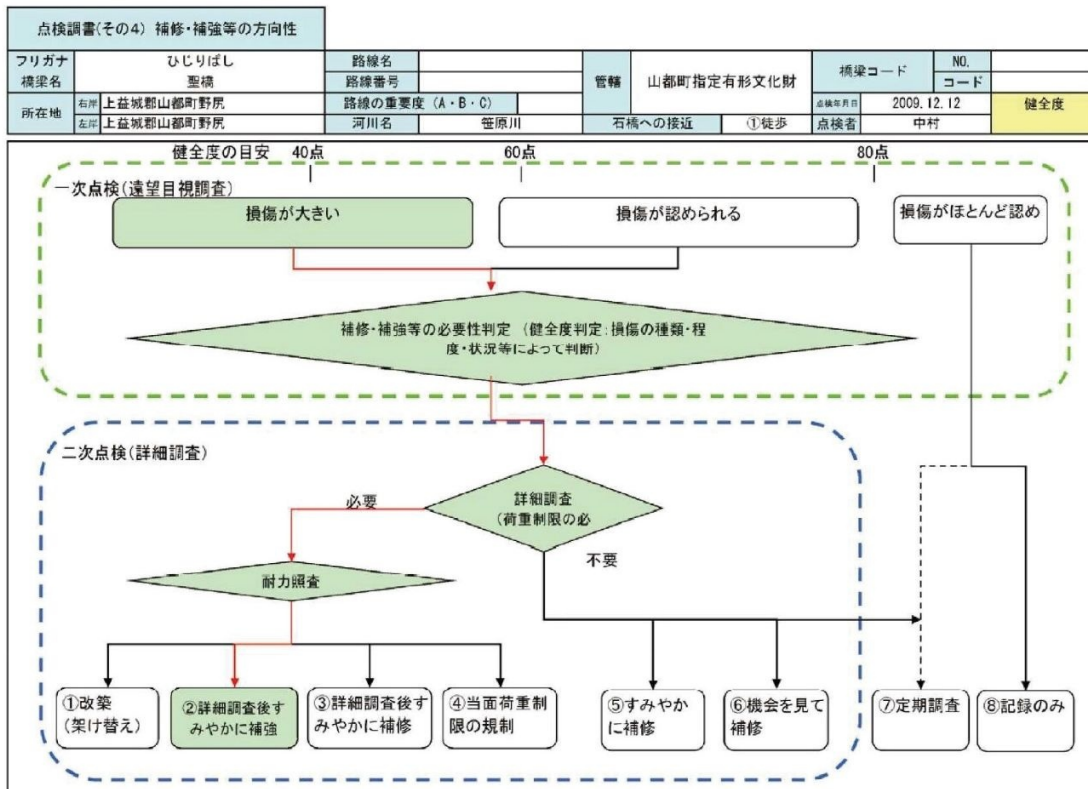 点検調書(その4) 補修・補強等の方向性
フリガナ ひじりばし 路線名 管轄 山都町指定有形文化財 橋梁コード NO.
橋梁名 聖橋 路線番号 コード
所在地 右岸 上益城郡山都町野尻 路線の重要度(A・B・C) 点検年月日 2009.12.12 健全度
左岸 上益城郡山都町野尻 河川名 笹原川 石橋への接近 ①徒歩 点検者 中村
健全度の目安 40点 60点 80点
一次点検(遠望目視調査)
損傷が大きい 損傷が認められる 損傷がほとんど認め
補修・補強等の必要性判定 (健全度判定:損傷の種類・程
度・状況等によって判断)
二次点検(詳細調査)
必要
詳細調査
(荷重制限の必
不要
耐力照査
①改築
(架け替え)
②詳細調査後す
みやかに補強
③詳細調査後す
みやかに補修
④当面荷重制
限の規制
⑤すみやか
に補修
⑥機会を見て
補修
⑦定期調査
⑧記録のみ